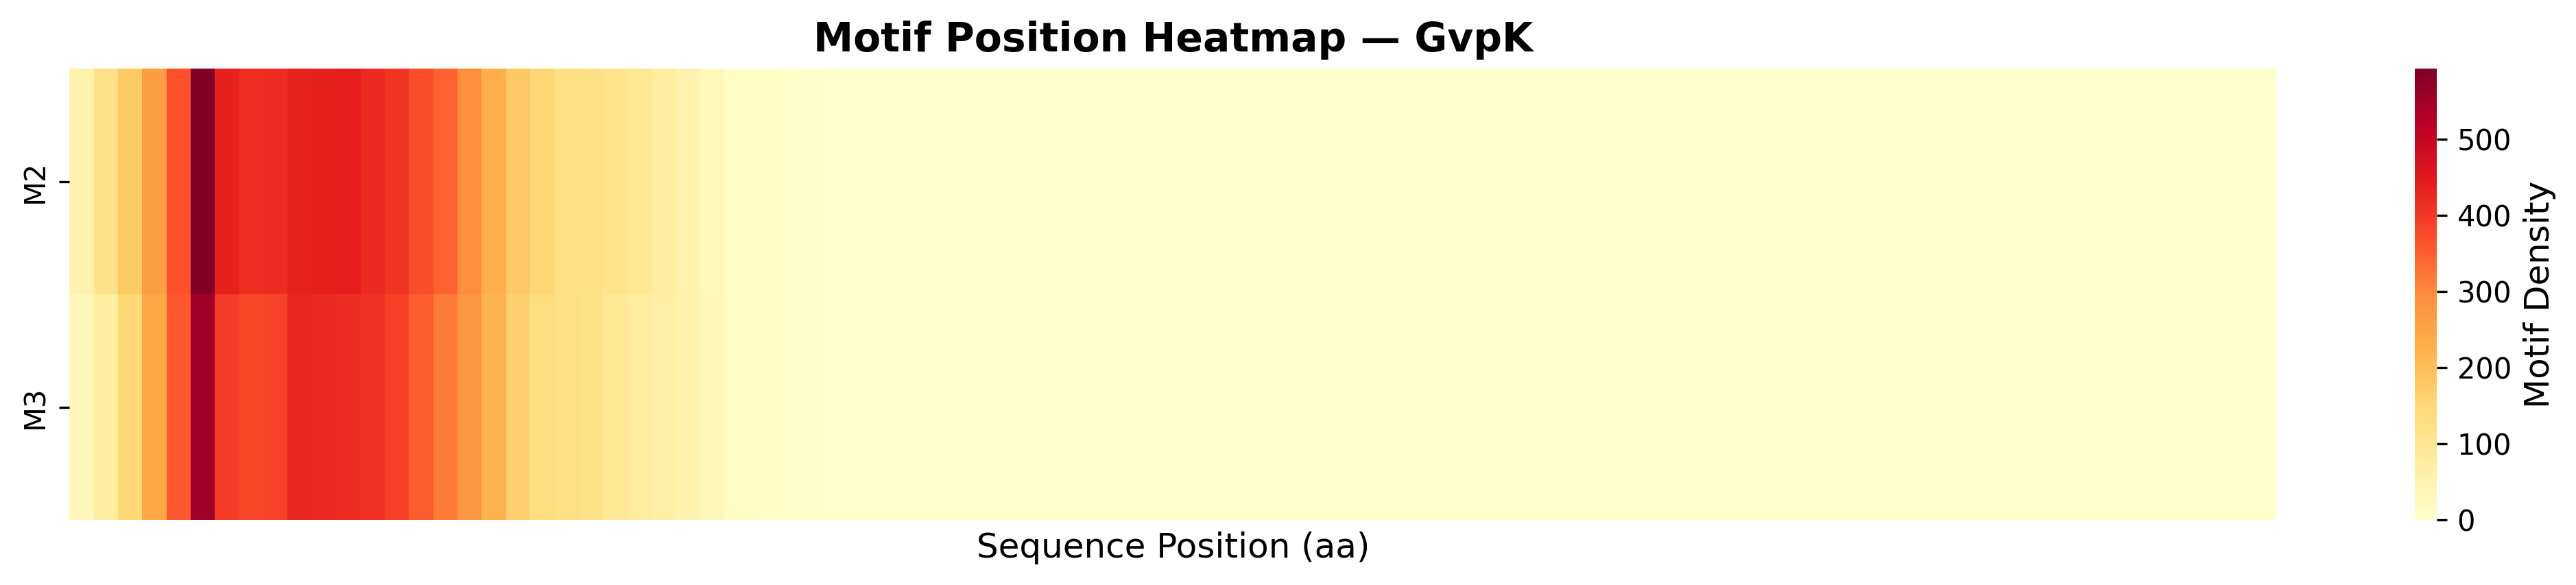 Motif Position Heatmap — GvpK
M2
M3
Sequence Position (aa)
500
400
300
200
100
0
Motif Density